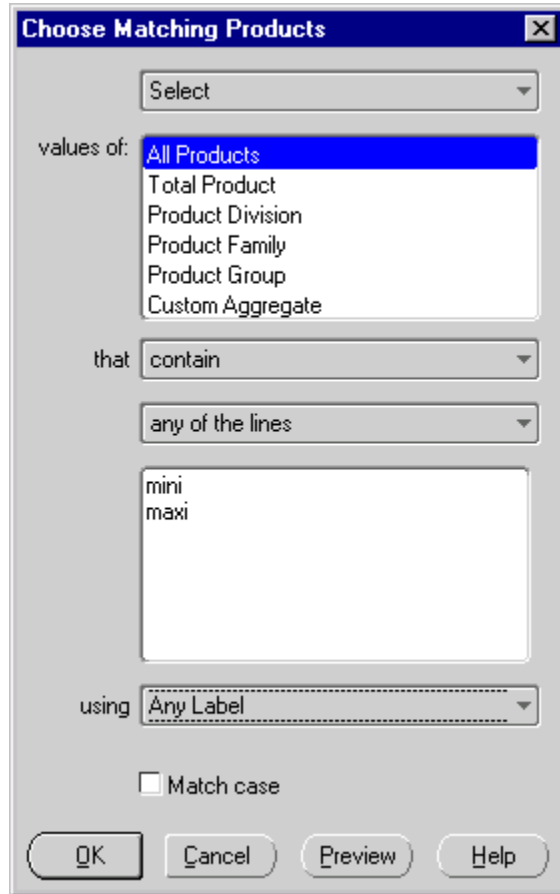 Choose Matching Products
Select
values of:
All Products
Total Product
Product Division
Product Family
Product Group
Custom Aggregate
that contain
any of the lines
mini
maxi
using Any Label
Match case
OK Cancel Preview Help